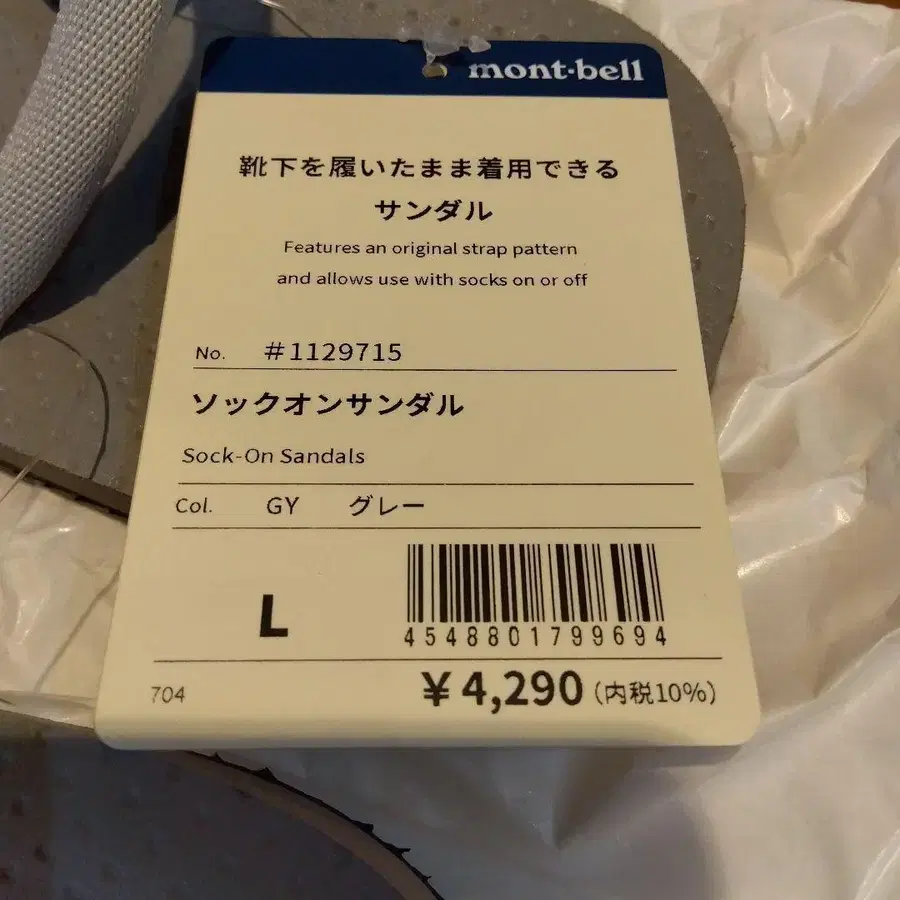 mont·bell
靴下を履いたまま着用できる
サンダル
Features an original strap pattern
and allows use with socks on or off
No. #1129715
ソックオンサンダル
Sock-On Sandals
Col. GY グレー
L
4548801799694
704 ¥4,290(内税10%)